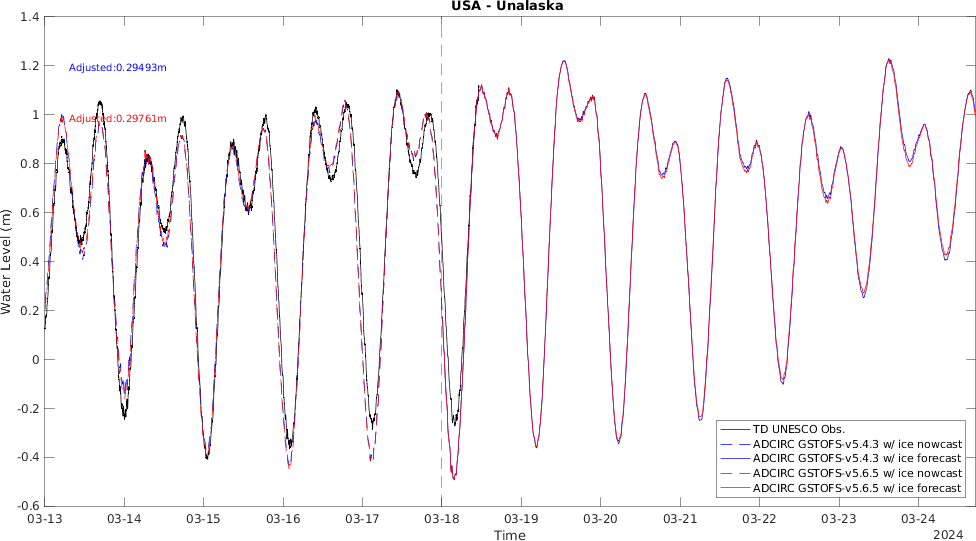 USA - Unalaska
1.4
1.2
1
0.8
0.6
0.4
0.2
0
-0.2
-0.4
-0.6
Water Level (m)
Adjusted:0.29493m
Adjusted:0.29761m
TD UNESCO Obs.
ADCIRC GSTOFS-v5.4.3 w/ ice nowcast
ADCIRC GSTOFS-v5.4.3 w/ ice forecast
ADCIRC GSTOFS-v5.6.5 w/ ice nowcast
ADCIRC GSTOFS-v5.6.5 w/ ice forecast
03-13 03-14 03-15 03-16 03-17 03-18 03-19 03-20 03-21 03-22 03-23 03-24
Time
2024